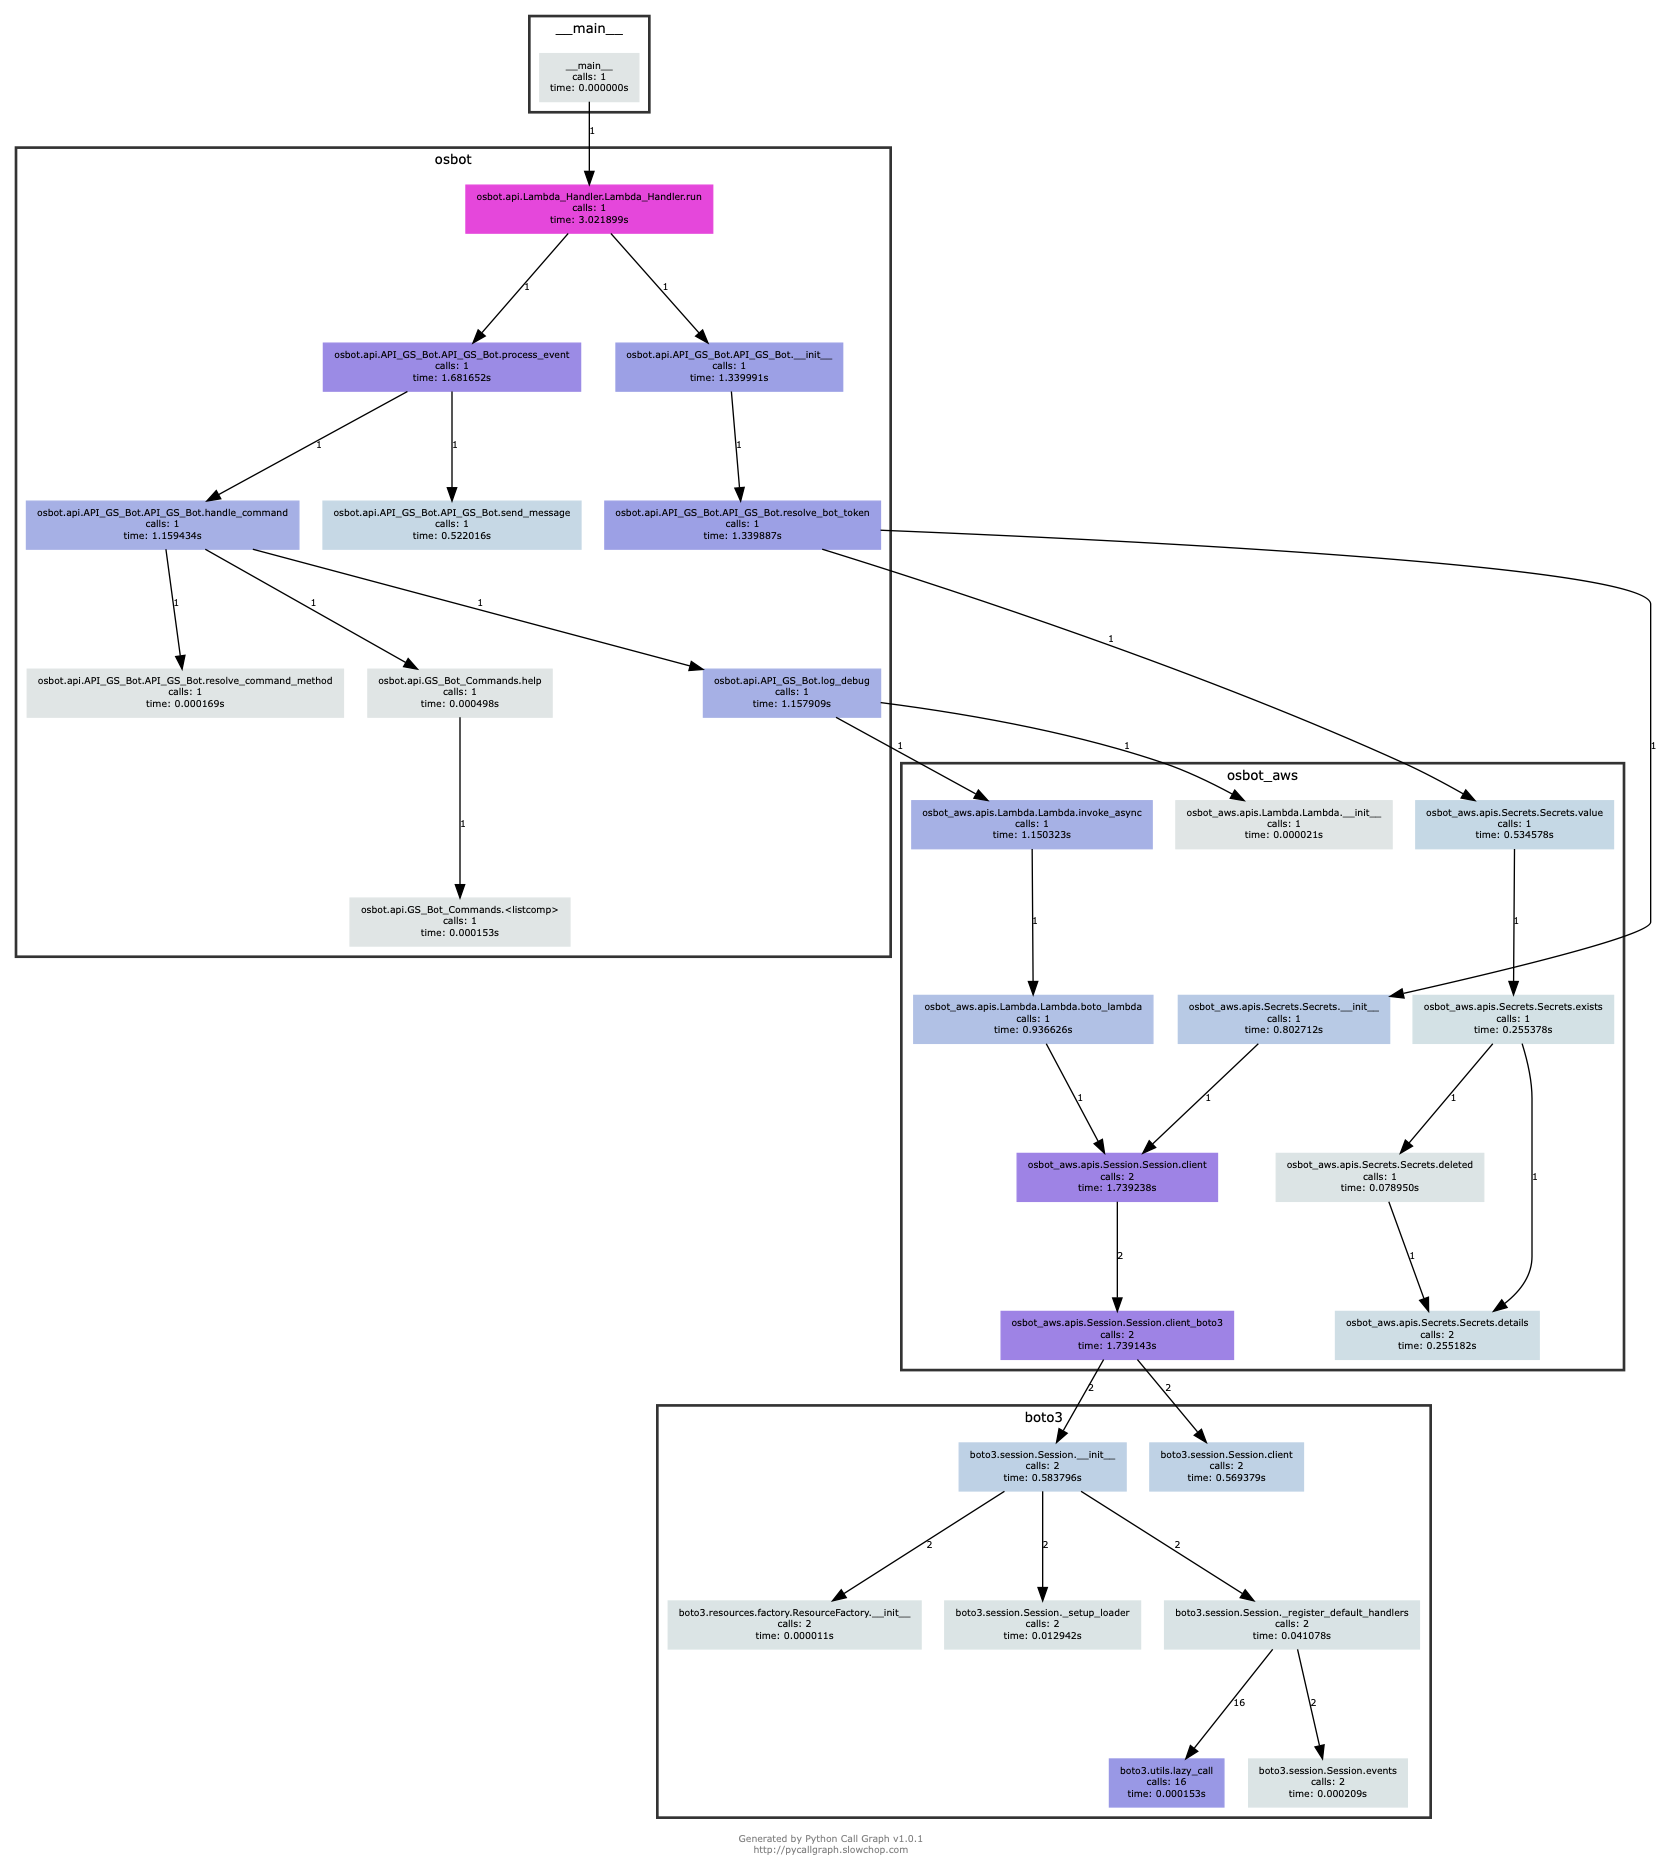 __main__
__main__
calls: 1
time: 0.000000s
1
osbot
osbot.api.Lambda_Handler.Lambda_Handler.run
calls: 1
time: 3.021899s
1
1
osbot.api.API_GS_Bot.API_GS_Bot.process_event
calls: 1
time: 1.681652s
osbot.api.API_GS_Bot.API_GS_Bot.__init__
calls: 1
time: 1.339991s
1
1
1
osbot.api.API_GS_Bot.API_GS_Bot.handle_command
calls: 1
time: 1.159434s
osbot.api.API_GS_Bot.API_GS_Bot.send_message
calls: 1
time: 0.522016s
osbot.api.API_GS_Bot.API_GS_Bot.resolve_bot_token
calls: 1
time: 1.339887s
1
1
1
1
1
osbot.api.API_GS_Bot.API_GS_Bot.resolve_command_method
calls: 1
time: 0.000169s
osbot.api.GS_Bot_Commands.help
calls: 1
time: 0.000498s
osbot.api.API_GS_Bot.log_debug
calls: 1
time: 1.157909s
1
1
1
osbot.api.GS_Bot_Commands.<listcomp>
calls: 1
time: 0.000153s
osbot_aws
osbot_aws.apis.Lambda.Lambda.invoke_async
calls: 1
time: 1.150323s
osbot_aws.apis.Lambda.Lambda.__init__
calls: 1
time: 0.000021s
osbot_aws.apis.Secrets.Secrets.value
calls: 1
time: 0.534578s
1
1
osbot_aws.apis.Lambda.Lambda.boto_lambda
calls: 1
time: 0.936626s
osbot_aws.apis.Secrets.Secrets.__init__
calls: 1
time: 0.802712s
osbot_aws.apis.Secrets.Secrets.exists
calls: 1
time: 0.255378s
1
1
1
1
osbot_aws.apis.Session.Session.client
calls: 2
time: 1.739238s
osbot_aws.apis.Secrets.Secrets.deleted
calls: 1
time: 0.078950s
2
1
osbot_aws.apis.Session.Session.client_boto3
calls: 2
time: 1.739143s
osbot_aws.apis.Secrets.Secrets.details
calls: 2
time: 0.255182s
2
2
boto3
boto3.session.Session.__init__
calls: 2
time: 0.583796s
boto3.session.Session.client
calls: 2
time: 0.569379s
2
2
2
boto3.resources.factory.ResourceFactory.__init__
calls: 2
time: 0.000011s
boto3.session.Session._setup_loader
calls: 2
time: 0.012942s
boto3.session.Session._register_default_handlers
calls: 2
time: 0.041078s
16
2
boto3.utils.lazy_call
calls: 16
time: 0.000153s
boto3.session.Session.events
calls: 2
time: 0.000209s
Generated by Python Call Graph v1.0.1
http://pycallgraph.slowchop.com